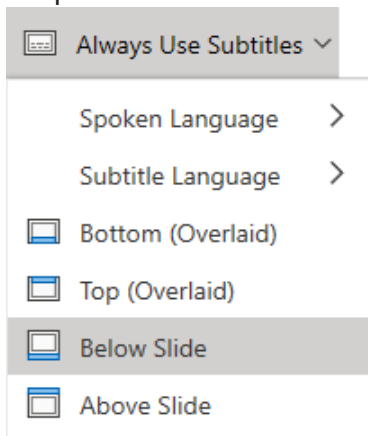 Always Use Subtitles
Spoken Language
Subtitle Language
Bottom (Overlaid)
Top (Overlaid)
Below Slide
Above Slide